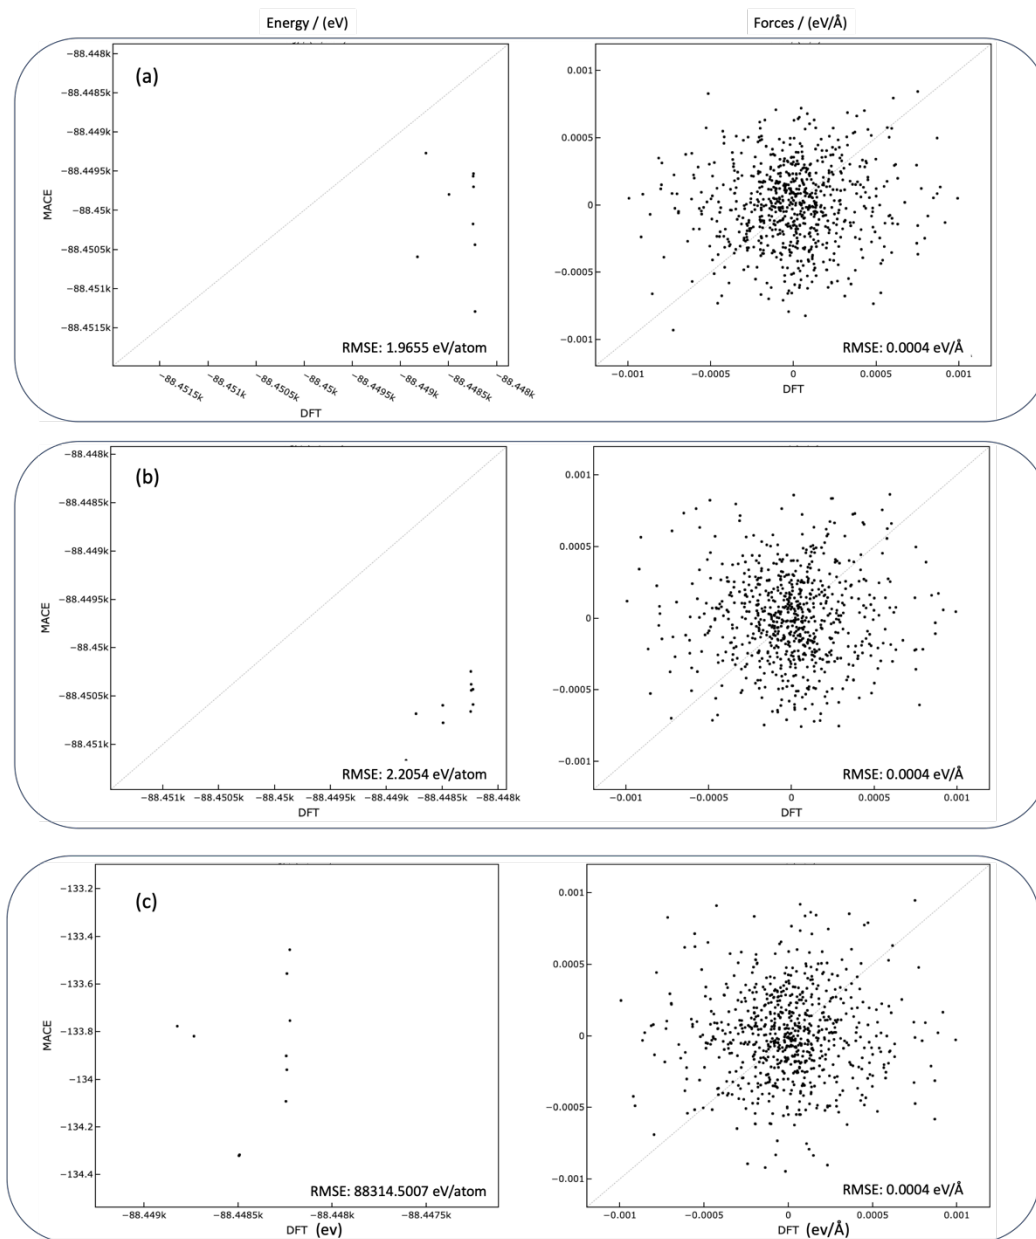 Energy / (eV)
Forces / (eV/Å)
(a)
−88.448k
−88.4485k
−88.449k
−88.4495k
−88.45k
−88.4505k
−88.451k
−88.4515k
MACE
RMSE: 1.9655 eV/atom
−88.4515k
−88.451k
−88.4505k
−88.45k
−88.4495k
−88.449k
−88.4485k
−88.448k
DFT
0.001
0.0005
0
−0.0005
−0.001
MACE
RMSE: 0.0004 eV/Å
−0.001
−0.0005
0
0.0005
0.001
DFT
(b)
−88.448k
−88.4485k
−88.449k
−88.4495k
−88.45k
−88.4505k
−88.451k
MACE
RMSE: 2.2054 eV/atom
−88.451k
−88.4505k
−88.45k
−88.4495k
−88.449k
−88.4485k
−88.448k
DFT
0.001
0.0005
0
−0.0005
−0.001
MACE
RMSE: 0.0004 eV/Å
−0.001
−0.0005
0
0.0005
0.001
DFT
(c)
−133.2
−133.4
−133.6
−133.8
−134
−134.2
−134.4
MACE
RMSE: 88314.5007 eV/atom
−88.449k
−88.4485k
−88.448k
−88.4475k
DFT (ev)
0.001
0.0005
0
−0.0005
−0.001
MACE
RMSE: 0.0004 eV/Å
−0.001
−0.0005
0
0.0005
0.001
DFT (ev/Å)